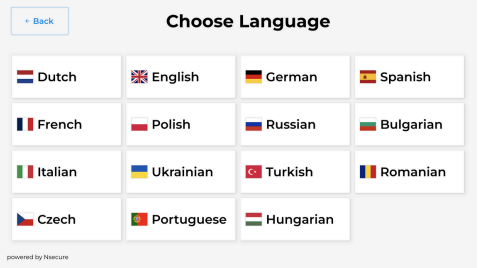 ← Back
Choose Language
Dutch
English
German
Spanish
French
Polish
Russian
Bulgarian
Italian
Ukrainian
Turkish
Romanian
Czech
Portuguese
Hungarian
powered by Nsecure